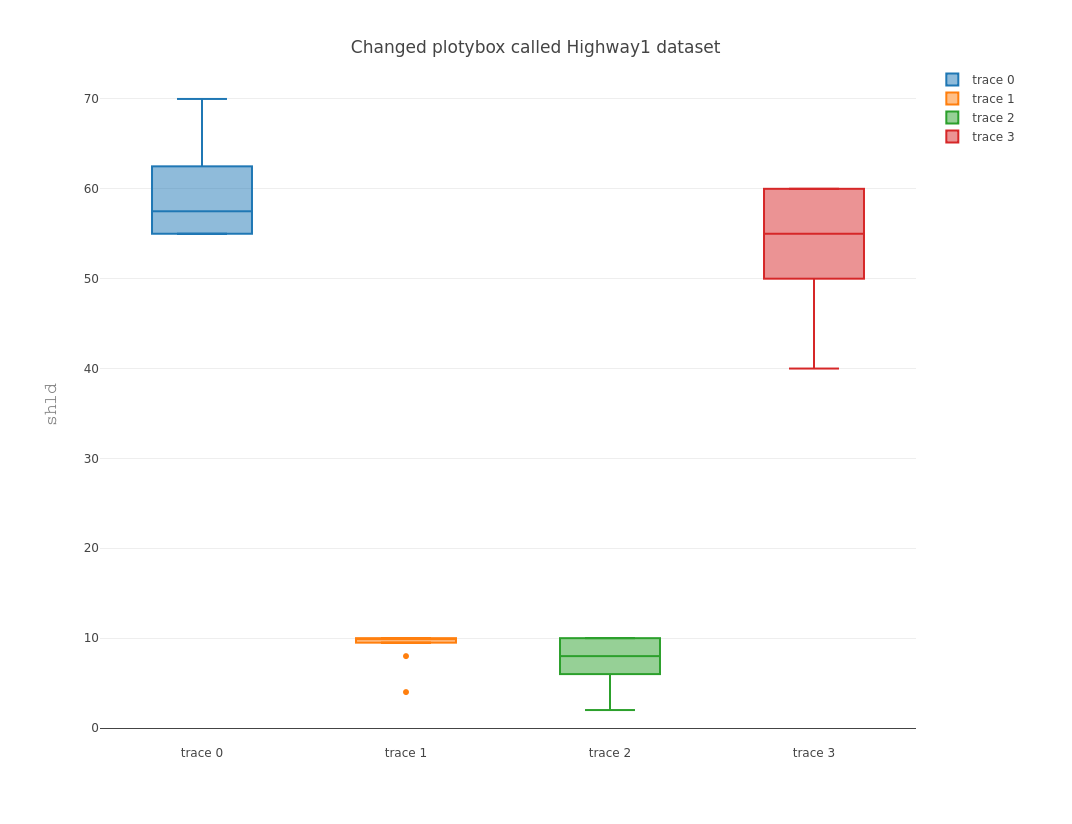 Changed plotybox called Highway1 dataset
trace 0
trace 1
trace 2
trace 3
70
60
50
40
30
20
10
0
shld
trace 0
trace 1
trace 2
trace 3